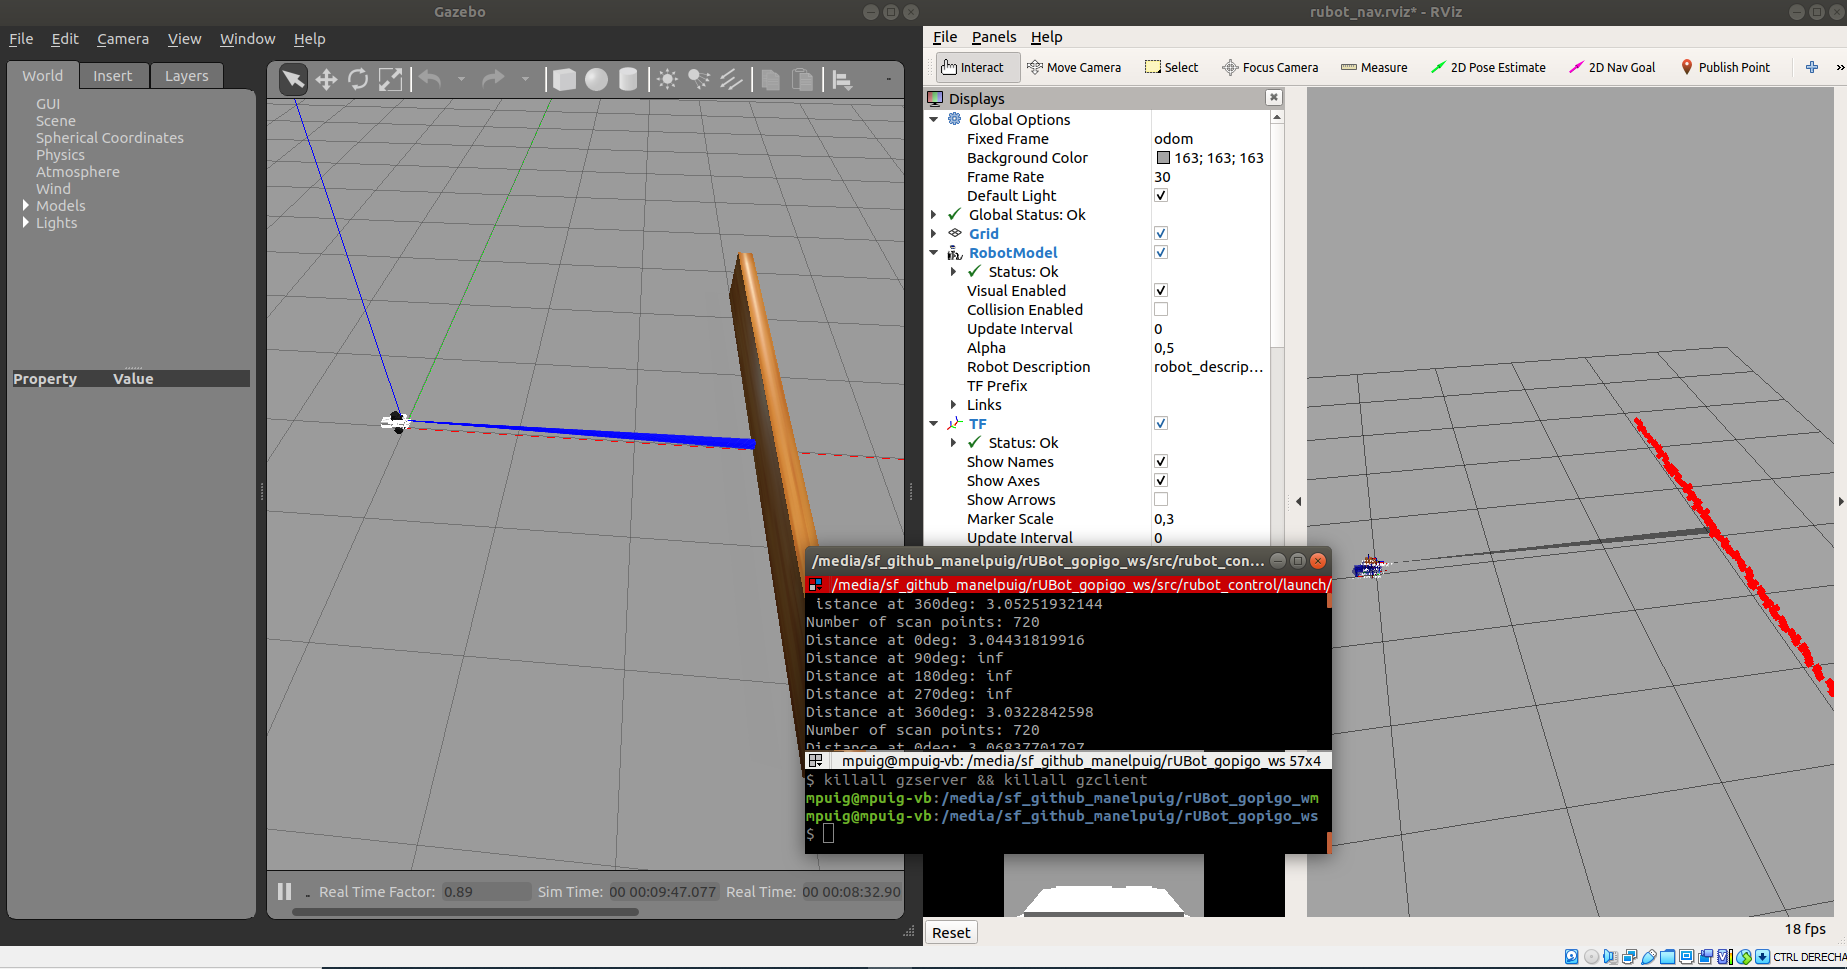 Gazebo
File Edit Camera View Window Help
World Insert Layers
GUI
Scene
Spherical Coordinates
Physics
Atmosphere
Wind
Models
Lights
Property Value
Real Time Factor: 0.89 Sim Time: 00 00:09:47.077 Real Time: 00 00:08:32.90
rubot_nav.rviz* - RViz
File Panels Help
Interact Move Camera Select Focus Camera Measure 2D Pose Estimate 2D Nav Goal Publish Point »
Displays
Global Options
Fixed Frame odom
Background Color 163; 163; 163
Frame Rate 30
Default Light
Global Status: Ok
Grid
RobotModel
Status: Ok
Visual Enabled
Collision Enabled
Update Interval 0
Alpha 0,5
Robot Description robot_descrip...
TF Prefix
Links
TF
Status: Ok
Show Names
Show Axes
Show Arrows
Marker Scale 0,3
Update Interval 0
/media/sf_github_manelpuig/rUBot_gopigo_ws/src/rubot_con...
/media/sf_github_manelpuig/rUBot_gopigo_ws/src/rubot_control/launch/
istance at 360deg: 3.05251932144
Number of scan points: 720
Distance at 0deg: 3.04431819916
Distance at 90deg: inf
Distance at 180deg: inf
Distance at 270deg: inf
Distance at 360deg: 3.0322842598
Number of scan points: 720
Distance at 0deg: 3.06837701797
mpuig@mpuig-vb: /media/sf_github_manelpuig/rUBot_gopigo_ws 57x4
$ killall gzserver && killall gzclient
mpuig@mpuig-vb:/media/sf_github_manelpuig/rUBot_gopigo_wm
mpuig@mpuig-vb:/media/sf_github_manelpuig/rUBot_gopigo_ws
$
Reset
18 fps
CTRL DERECHA